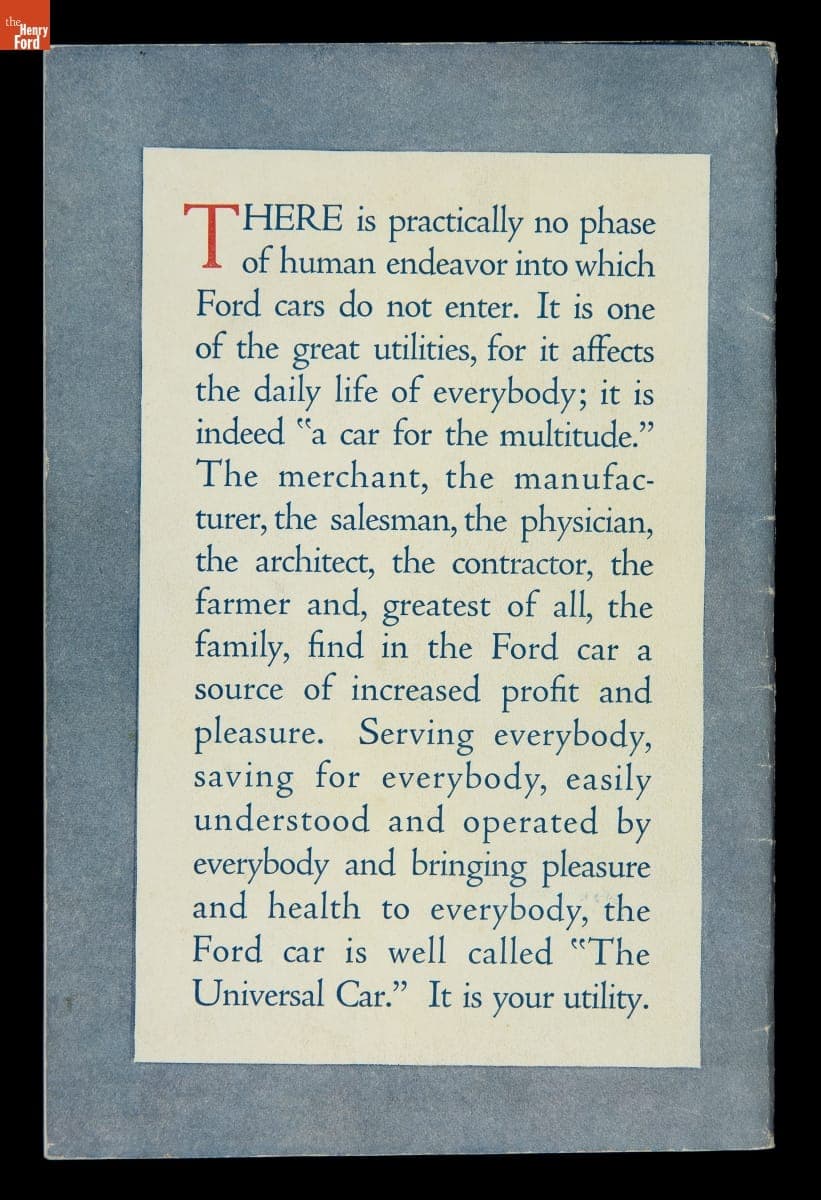 the
Henry
Ford
THERE is practically no phase
of human endeavor into which
Ford cars do not enter. It is one
of the great utilities, for it affects
the daily life of everybody; it is
indeed "a car for the multitude."
The merchant, the manufac-
turer, the salesman, the physician,
the architect, the contractor, the
farmer and, greatest of all, the
family, find in the Ford car a
source of increased profit and
pleasure. Serving everybody,
saving for everybody, easily
understood and operated by
everybody and bringing pleasure
and health to everybody, the
Ford car is well called "The
Universal Car." It is your utility.